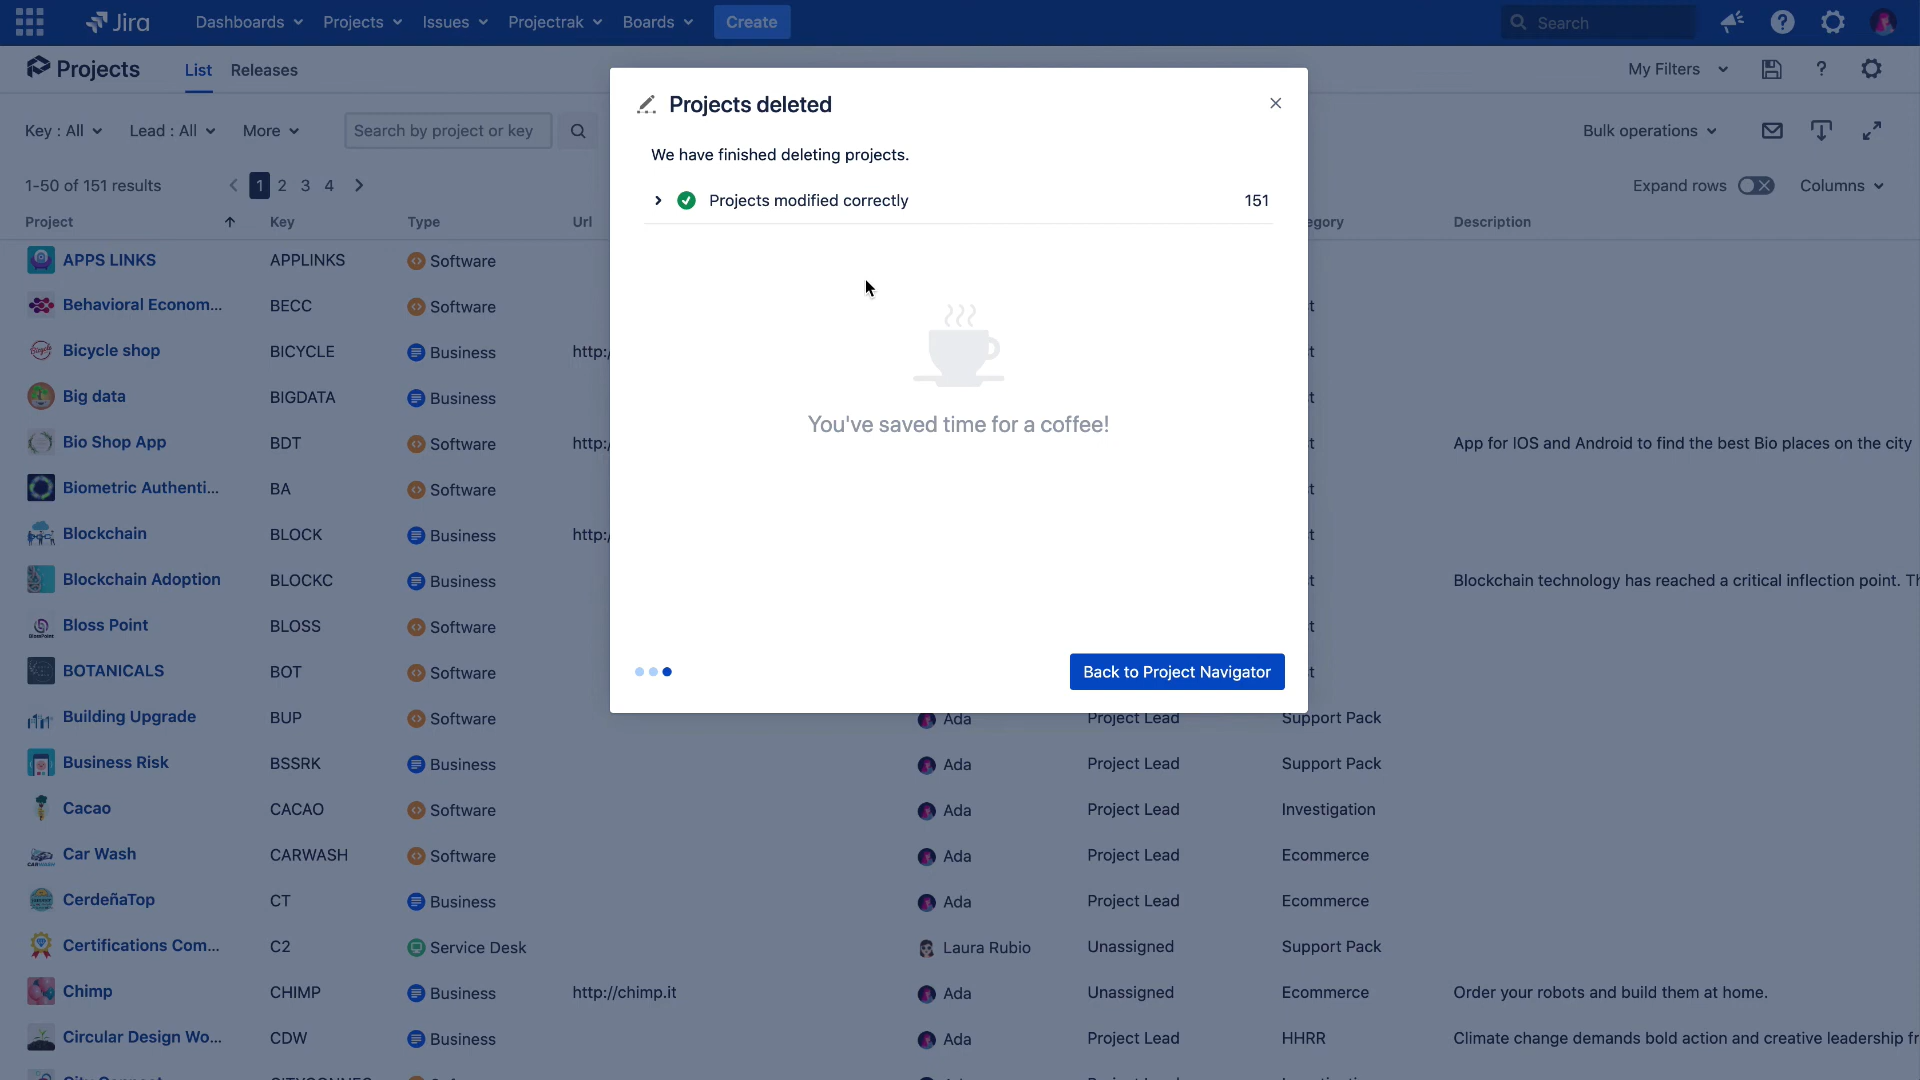 Jira Dashboards Projects Issues Projectrak Boards Create Search
Projects List Releases My Filters
Projects deleted
We have finished deleting projects.
Projects modified correctly 151
You've saved time for a coffee!
Back to Project Navigator
Key : All Lead : All More Search by project or key Bulk operations
1-50 of 151 results 1 2 3 4 Expand rows Columns
Project Key Type Url Description
APPS LINKS APPLINKS Software
Behavioral Econom... BECC Software
Bicycle shop BICYCLE Business http:/
Big data BIGDATA Business
Bio Shop App BDT Software http:/ App for IOS and Android to find the best Bio places on the city
Biometric Authenti... BA Software
Blockchain BLOCK Business http:/
Blockchain Adoption BLOCKC Business Blockchain technology has reached a critical inflection point.
Bloss Point BLOSS Software
BOTANICALS BOT Software
Building Upgrade BUP Software Ada Project Lead Support Pack
Business Risk BSSRK Business Ada Project Lead Support Pack
Cacao CACAO Software Ada Project Lead Investigation
Car Wash CARWASH Software Ada Project Lead Ecommerce
CerdeñaTop CT Business Ada Project Lead Ecommerce
Certifications Com... C2 Service Desk Laura Rubio Unassigned Support Pack
Chimp CHIMP Business http://chimp.it Ada Unassigned Ecommerce Order your robots and build them at home.
Circular Design Wo... CDW Business Ada Project Lead HHRR Climate change demands bold action and creative leadership